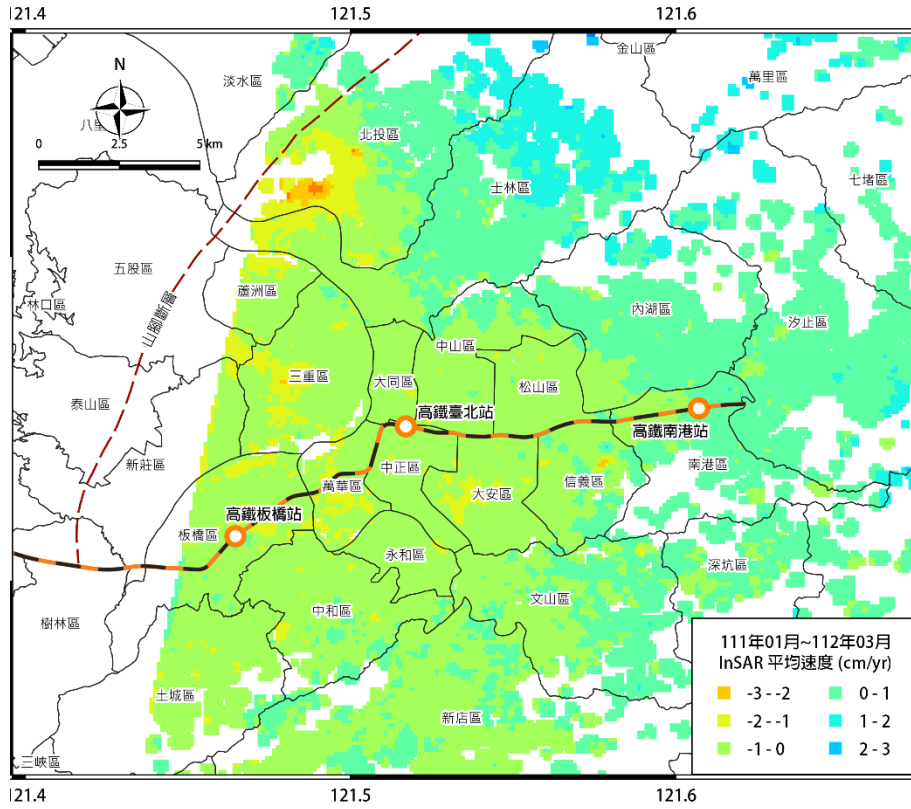 121.4 121.5 121.6
金山區
淡水區
萬里區
N
八里
北投區
0 2.5 5 km
士林區
七堵區
五股區
蘆洲區
林口區
內湖區
汐止區
山腳斷層
中山區
三重區
大同區
松山區
泰山區
高鐵臺北站
高鐵南港站
新莊區
中正區
南港區
萬華區
大安區
信義區
高鐵板橋站
板橋區
永和區
深坑區
文山區
樹林區
中和區
土城區
新店區
三峽區
111年01月~112年03月
InSAR 平均速度 (cm/yr)
-3 - -2 0 - 1
-2 - -1 1 - 2
-1 - 0 2 - 3
121.4 121.5 121.6